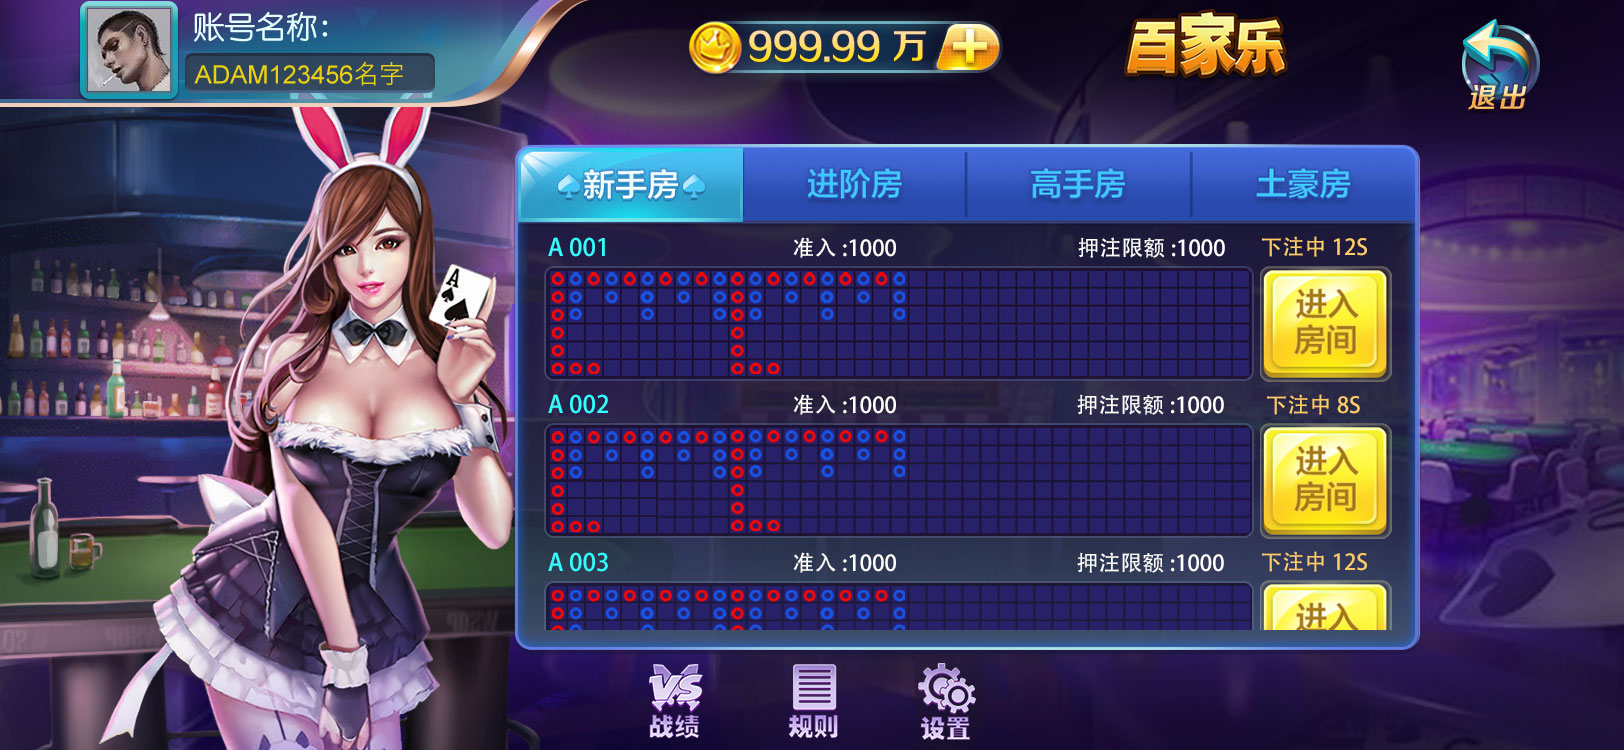 账号名称:
ADAM123456名字
999.99 万
百家乐
退出
新手房
进阶房
高手房
土豪房
A 001
准入 :1000
押注限额 :1000
下注中 12S
进入
房间
A 002
准入 :1000
押注限额 :1000
下注中 8S
进入
房间
A 003
准入 :1000
押注限额 :1000
下注中 12S
进入
A
WSOP
VS
战绩
规则
设置